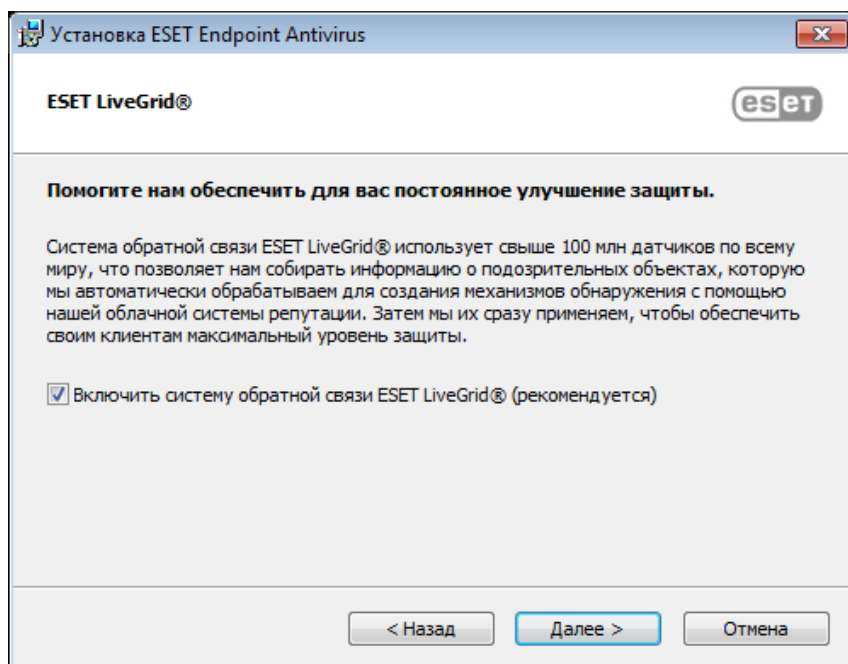 Установка ESET Endpoint Antivirus
ESET LiveGrid®
eset
Помогите нам обеспечить для вас постоянное улучшение защиты.
Система обратной связи ESET LiveGrid® использует свыше 100 млн датчиков по всему
миру, что позволяет нам собирать информацию о подозрительных объектах, которую
мы автоматически обрабатываем для создания механизмов обнаружения с помощью
нашей облачной системы репутации. Затем мы их сразу применяем, чтобы обеспечить
своим клиентам максимальный уровень защиты.
Включить систему обратной связи ESET LiveGrid® (рекомендуется)
< Назад
Далее >
Отмена